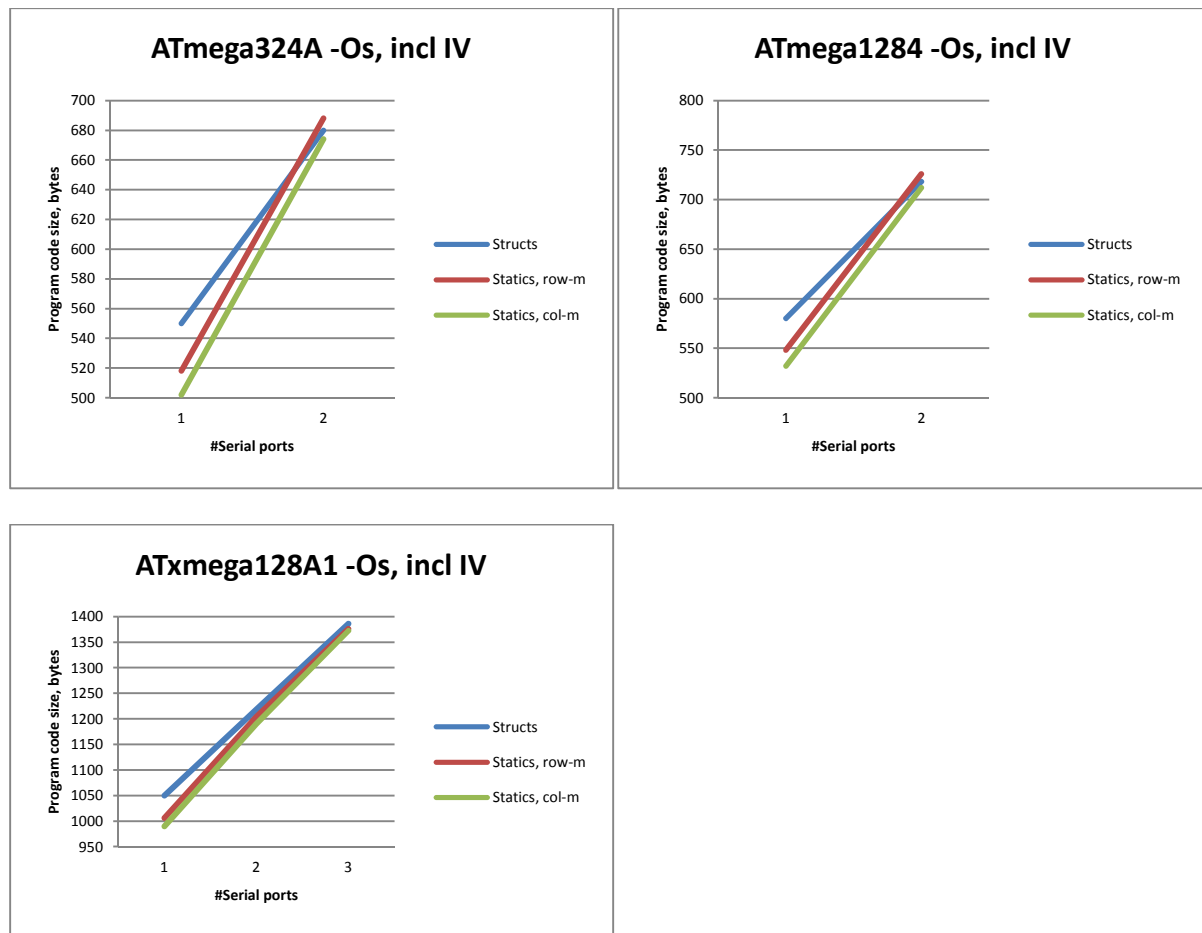 ATmega324A -Os, incl IV
Program code size, bytes
700
680
660
640
620
600
580
560
540
520
500
1 2
#Serial ports
Structs
Statics, row-m
Statics, col-m
ATmega1284 -Os, incl IV
Program code size, bytes
800
750
700
650
600
550
500
1 2
#Serial ports
Structs
Statics, row-m
Statics, col-m
ATxmega128A1 -Os, incl IV
Program code size, bytes
1400
1350
1300
1250
1200
1150
1100
1050
1000
950
1 2 3
#Serial ports
Structs
Statics, row-m
Statics, col-m